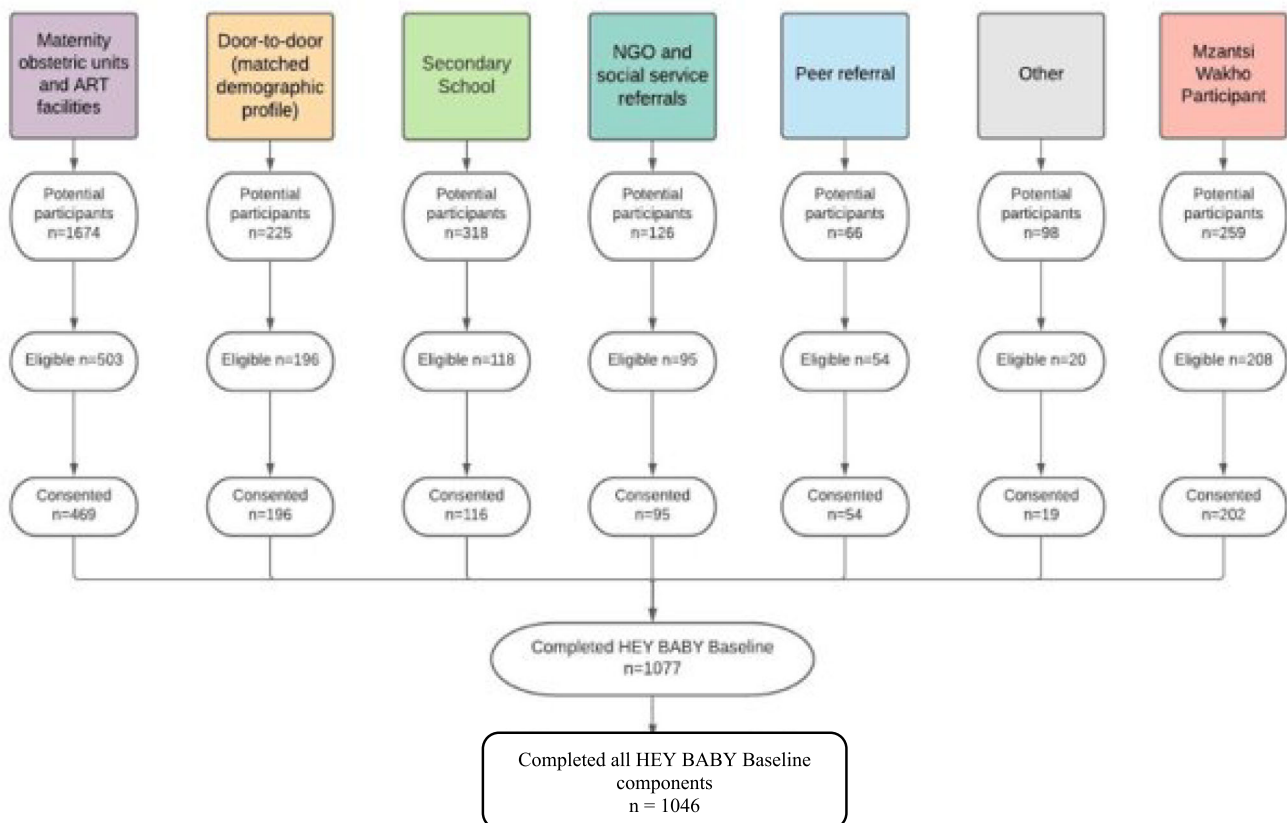 Maternity
obstetric units
and ART
facilities
Door-to-door
(matched
demographic
profile)
Secondary
School
NGO and
social service
referrals
Peer referral
Other
Mzantsi
Wakho
Participant
Potential
participants
n=1674
Potential
participants
n=225
Potential
participants
n=318
Potential
participants
n=126
Potential
participants
n=66
Potential
participants
n=98
Potential
participants
n=259
Eligible n=503
Eligible n=196
Eligible n=118
Eligible n=95
Eligible n=54
Eligible n=20
Eligible n=208
Consented
n=469
Consented
n=196
Consented
n=116
Consented
n=95
Consented
n=54
Consented
n=19
Consented
n=202
Completed HEY BABY Baseline
n=1077
Completed all HEY BABY Baseline
components
n = 1046